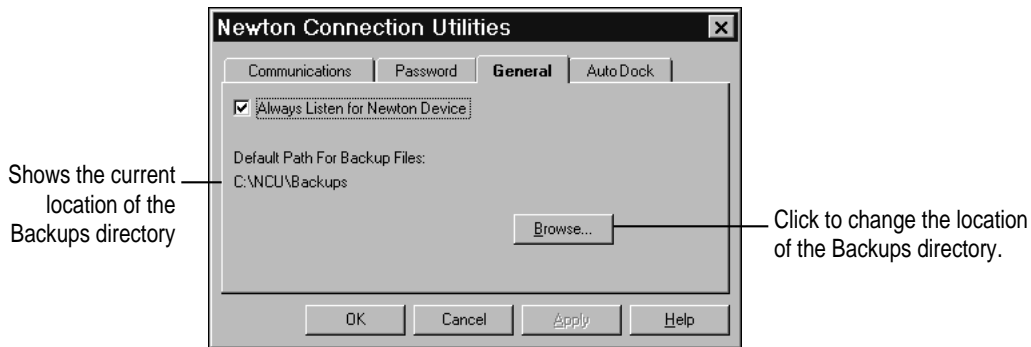 Newton Connection Utilities
Communications Password General Auto Dock
Always Listen for Newton Device
Default Path For Backup Files:
C:\NCU\Backups
Shows the current
location of the
Backups directory
Browse...
Click to change the location
of the Backups directory.
OK Cancel Apply Help